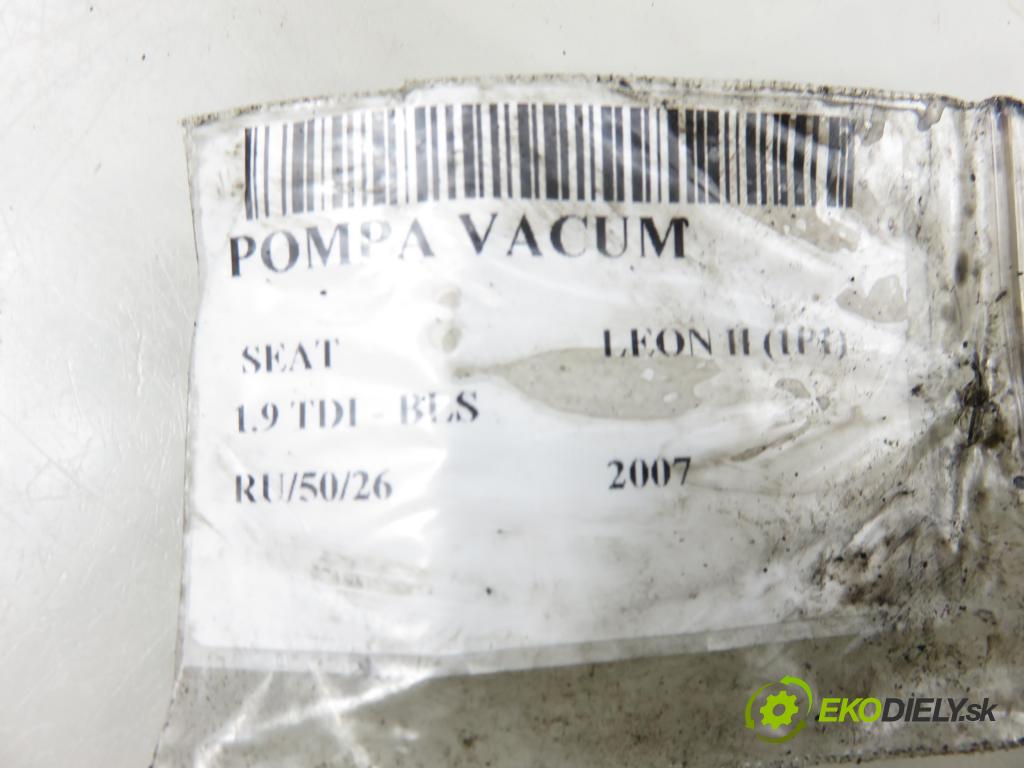 POMPA VACUM
SEAT LEON II (1P1)
1.9 TDI - BLS
RU/50/26 2007
EKODIELY.sk